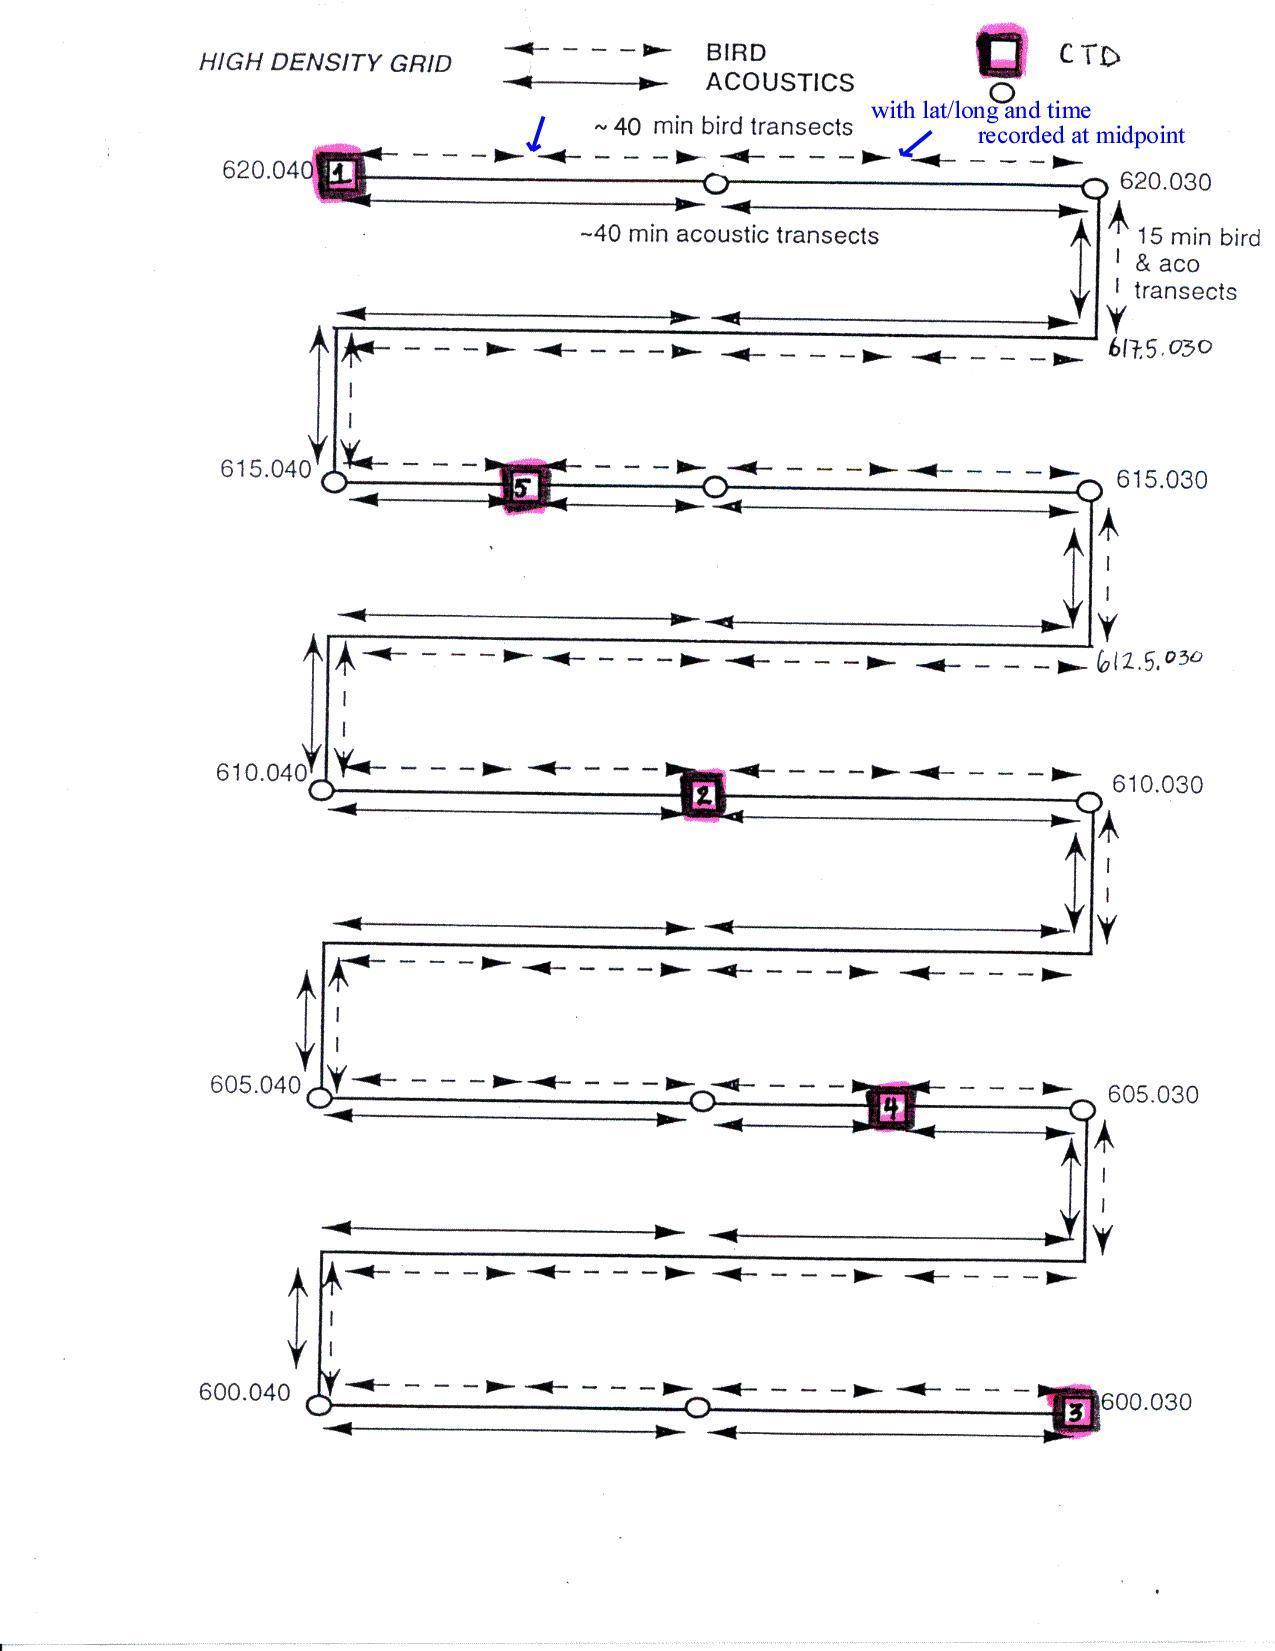 HIGH DENSITY GRID
BIRD
ACOUSTICS
CTD
with lat/long and time
recorded at midpoint
~ 40 min bird transects
620.040
1
620.030
~40 min acoustic transects
15 min bird
& aco
transects
617.5.030
615.040
5
615.030
612.5.030
610.040
2
610.030
605.040
4
605.030
600.040
3
600.030